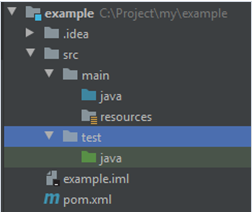 example C:\Project\my\example
.idea
src
main
java
resources
test
java
example.iml
pom.xml